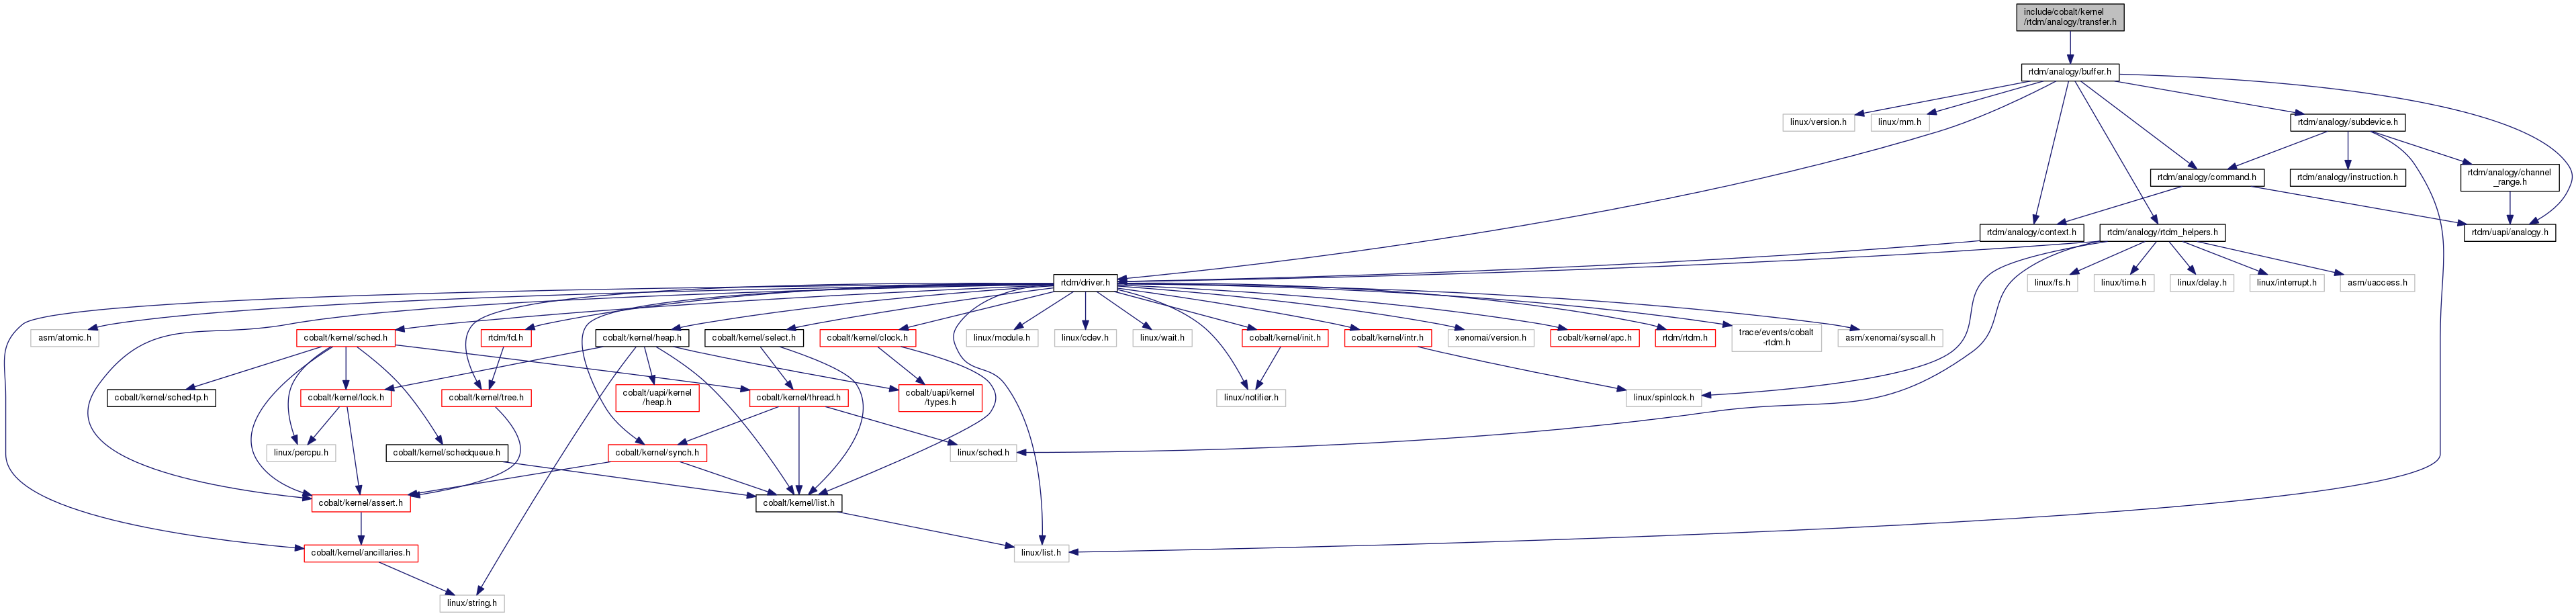 include/cobalt/kernel
/rtdm/analogy/transfer.h
rtdm/analogy/buffer.h
linux/version.h
linux/mm.h
rtdm/analogy/subdevice.h
rtdm/analogy/command.h
rtdm/analogy/instruction.h
rtdm/analogy/channel
_range.h
rtdm/analogy/context.h
rtdm/analogy/rtdm_helpers.h
rtdm/uapi/analogy.h
rtdm/driver.h
linux/fs.h
linux/time.h
linux/delay.h
linux/interrupt.h
asm/uaccess.h
asm/atomic.h
cobalt/kernel/sched.h
rtdm/fd.h
cobalt/kernel/heap.h
cobalt/kernel/select.h
cobalt/kernel/clock.h
linux/module.h
linux/cdev.h
linux/wait.h
cobalt/kernel/init.h
cobalt/kernel/intr.h
xenomai/version.h
cobalt/kernel/apc.h
rtdm/rtdm.h
trace/events/cobalt
-rtdm.h
asm/xenomai/syscall.h
cobalt/kernel/sched-tp.h
cobalt/kernel/lock.h
cobalt/kernel/tree.h
cobalt/uapi/kernel
/heap.h
cobalt/kernel/thread.h
cobalt/uapi/kernel
/types.h
linux/notifier.h
linux/spinlock.h
linux/percpu.h
cobalt/kernel/schedqueue.h
cobalt/kernel/synch.h
linux/sched.h
cobalt/kernel/assert.h
cobalt/kernel/list.h
cobalt/kernel/ancillaries.h
linux/list.h
linux/string.h